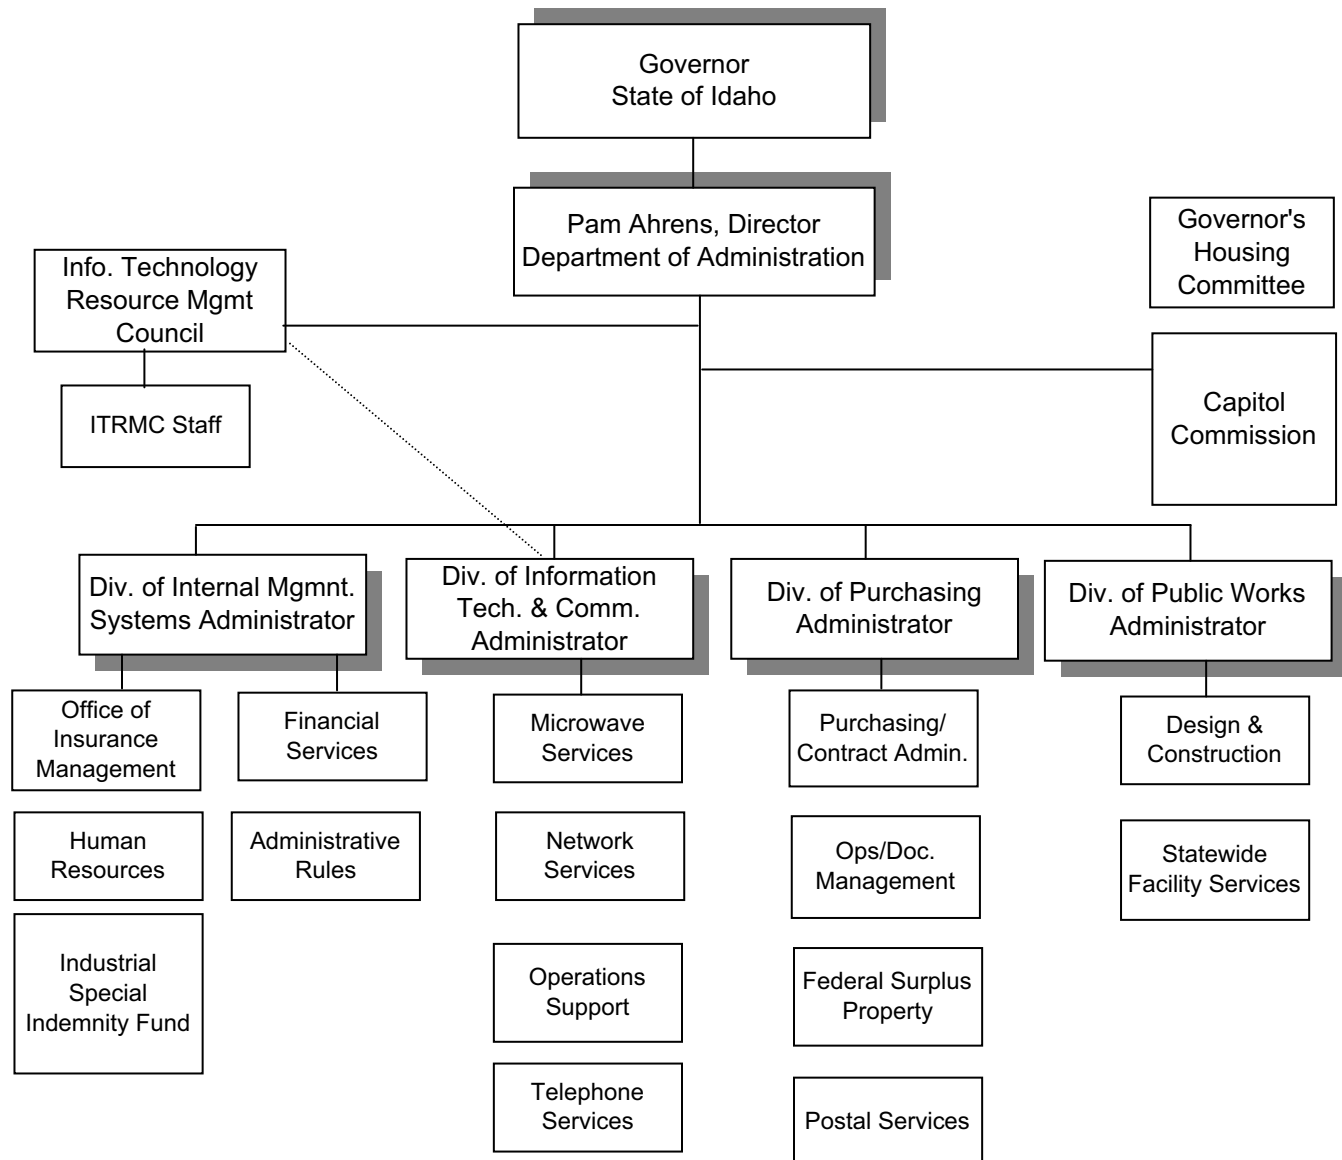 Governor
State of Idaho
Pam Ahrens, Director
Department of Administration
Governor's
Housing
Committee
Info. Technology
Resource Mgmt
Council
ITRMC Staff
Capitol
Commission
Div. of Internal Mgmnt.
Systems Administrator
Div. of Information
Tech. & Comm.
Administrator
Div. of Purchasing
Administrator
Div. of Public Works
Administrator
Office of
Insurance
Management
Financial
Services
Microwave
Services
Purchasing/
Contract Admin.
Design &
Construction
Human
Resources
Administrative
Rules
Network
Services
Ops/Doc.
Management
Statewide
Facility Services
Industrial
Special
Indemnity Fund
Operations
Support
Federal Surplus
Property
Telephone
Services
Postal Services